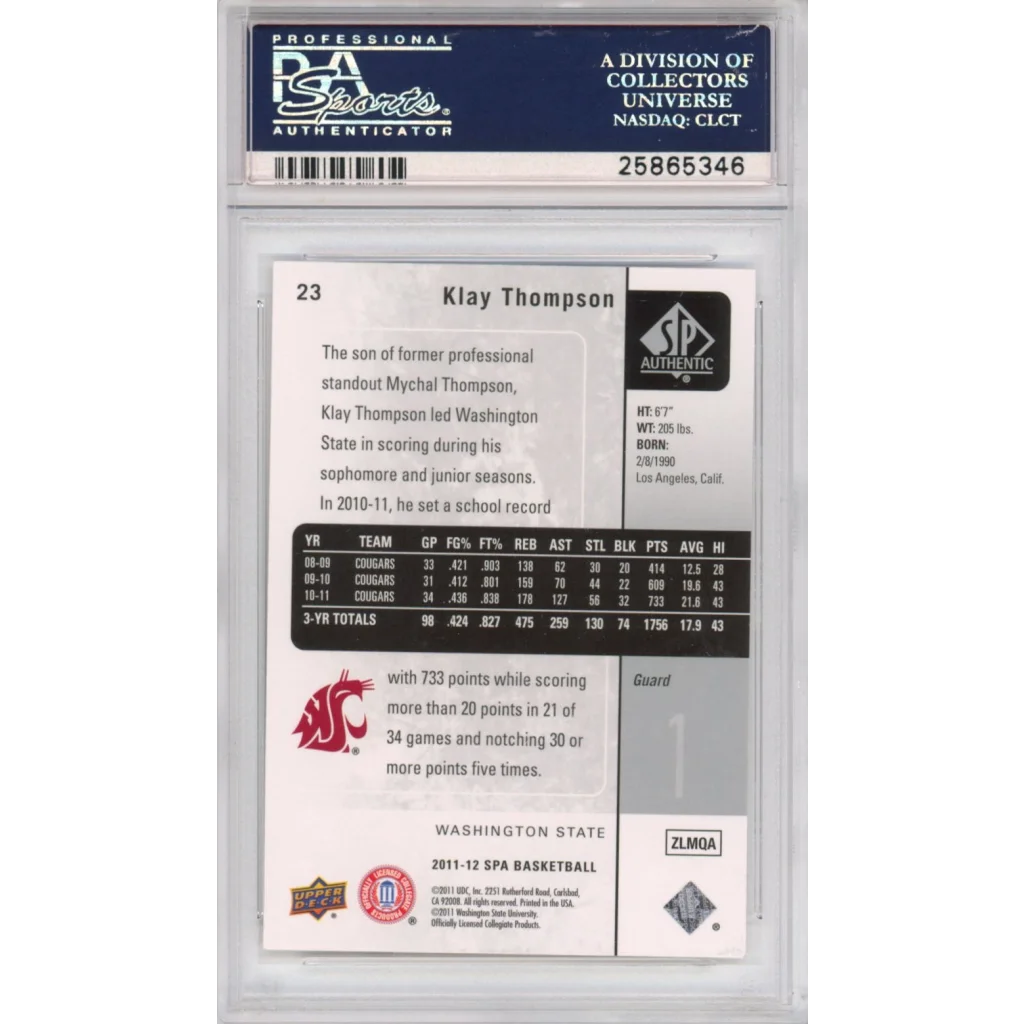 PROFESSIONAL
PSA
Sports
AUTHENTICATOR
A DIVISION OF
COLLECTORS
UNIVERSE
NASDAQ: CLCT
25865346
23
Klay Thompson
SP
AUTHENTIC
The son of former professional
standout Mychal Thompson,
Klay Thompson led Washington
State in scoring during his
sophomore and junior seasons.
In 2010-11, he set a school record
HT: 6'7"
WT: 205 lbs.
BORN:
2/8/1990
Los Angeles, Calif.
YR TEAM GP FG% FT% REB AST STL BLK PTS AVG HI
08-09 COUGARS 33 .421 .903 138 62 30 20 414 12.5 28
09-10 COUGARS 31 .412 .801 159 70 44 22 609 19.6 43
10-11 COUGARS 34 .436 .838 178 127 56 32 733 21.6 43
3-YR TOTALS 98 .424 .827 475 259 130 74 1756 17.9 43
with 733 points while scoring
more than 20 points in 21 of
34 games and notching 30 or
more points five times.
Guard
1
WASHINGTON STATE
ZLMQA
2011-12 SPA BASKETBALL
UPPER
DECK
OFFICIALLY LICENSED COLLEGIATE PRODUCTS
©2011 UDC, Inc. 2251 Rutherford Road, Carlsbad,
CA 92008. All rights reserved. Printed in the USA.
©2011 Washington State University.
Officially Licensed Collegiate Products.